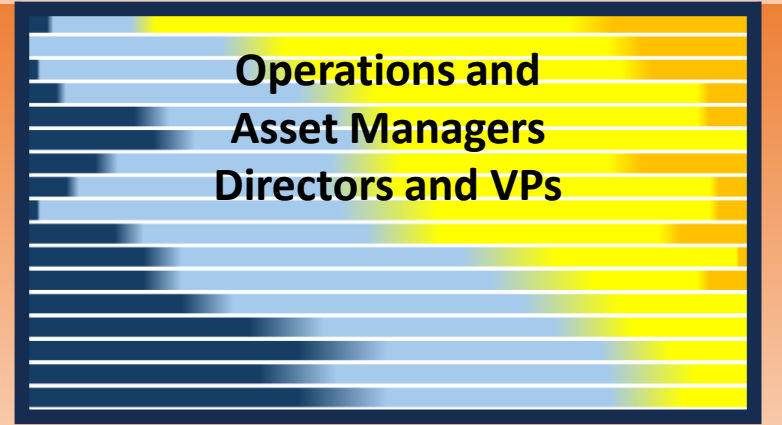 Operations and
Asset Managers
Directors and VPs